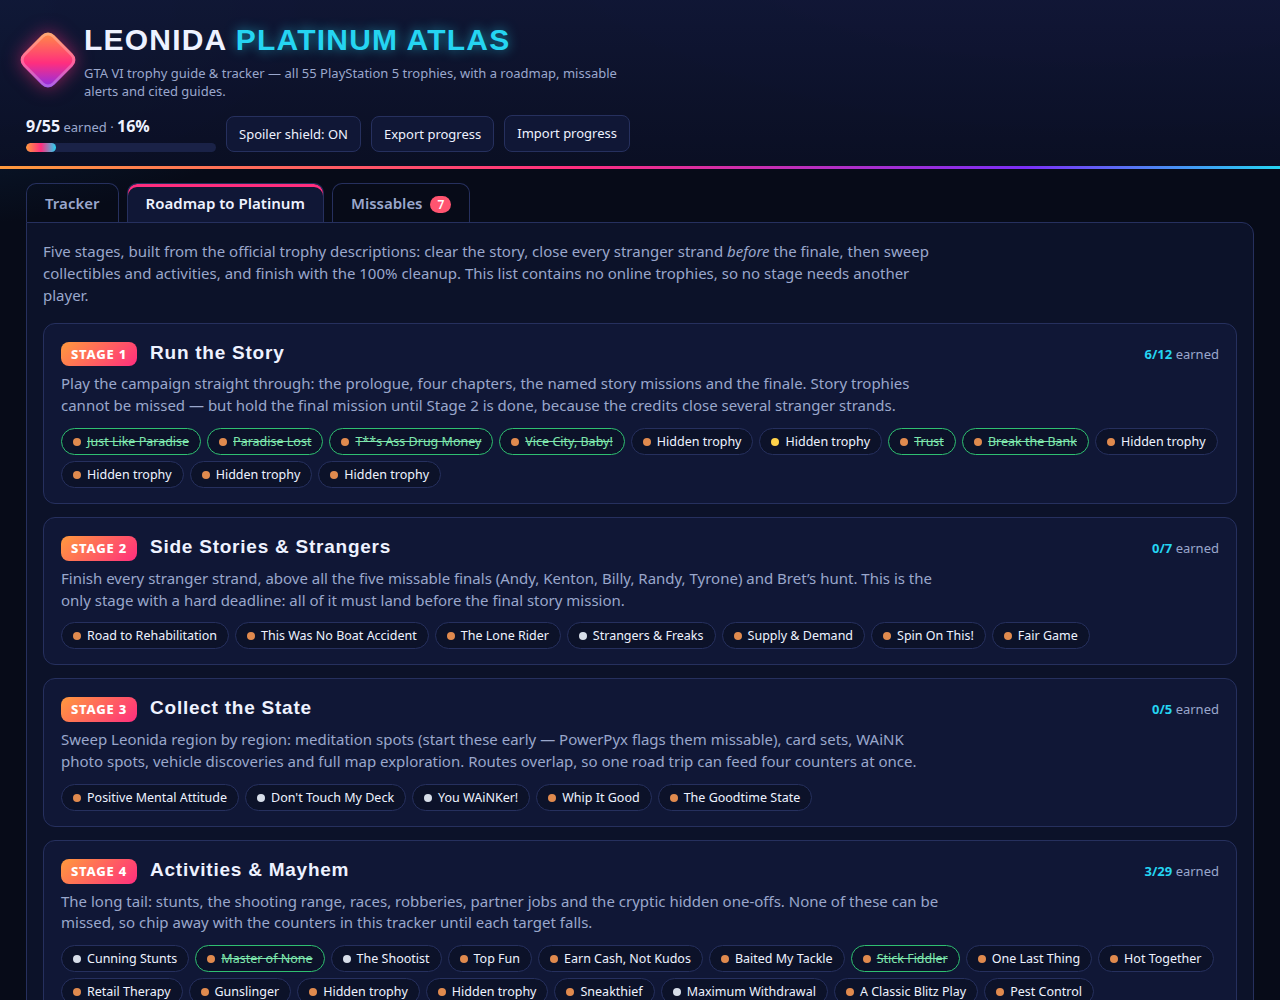 LEONIDA PLATINUM ATLAS
GTA VI trophy guide & tracker — all 55 PlayStation 5 trophies, with a roadmap, missable
alerts and cited guides.
9/55 earned · 16%
Spoiler shield: ON
Export progress
Import progress
Tracker
Roadmap to Platinum
Missables 7
Five stages, built from the official trophy descriptions: clear the story, close every stranger strand before the finale, then sweep
collectibles and activities, and finish with the 100% cleanup. This list contains no online trophies, so no stage needs another
player.
STAGE 1 Run the Story 6/12 earned
Play the campaign straight through: the prologue, four chapters, the named story missions and the finale. Story trophies
cannot be missed — but hold the final mission until Stage 2 is done, because the credits close several stranger strands.
Just Like Paradise Paradise Lost T**s Ass Drug Money Vice City, Baby! Hidden trophy Hidden trophy Trust Break the Bank Hidden trophy
Hidden trophy Hidden trophy Hidden trophy
STAGE 2 Side Stories & Strangers 0/7 earned
Finish every stranger strand, above all the five missable finals (Andy, Kenton, Billy, Randy, Tyrone) and Bret's hunt. This is the
only stage with a hard deadline: all of it must land before the final story mission.
Road to Rehabilitation This Was No Boat Accident The Lone Rider Strangers & Freaks Supply & Demand Spin On This! Fair Game
STAGE 3 Collect the State 0/5 earned
Sweep Leonida region by region: meditation spots (start these early — PowerPyx flags them missable), card sets, WAiNK
photo spots, vehicle discoveries and full map exploration. Routes overlap, so one road trip can feed four counters at once.
Positive Mental Attitude Don't Touch My Deck You WAiNKer! Whip It Good The Goodtime State
STAGE 4 Activities & Mayhem 3/29 earned
The long tail: stunts, the shooting range, races, robberies, partner jobs and the cryptic hidden one-offs. None of these can be
missed, so chip away with the counters in this tracker until each target falls.
Cunning Stunts Master of None The Shootist Top Fun Earn Cash, Not Kudos Baited My Tackle Stick Fiddler One Last Thing Hot Together
Retail Therapy Gunslinger Hidden trophy Hidden trophy Sneakthief Maximum Withdrawal A Classic Blitz Play Pest Control